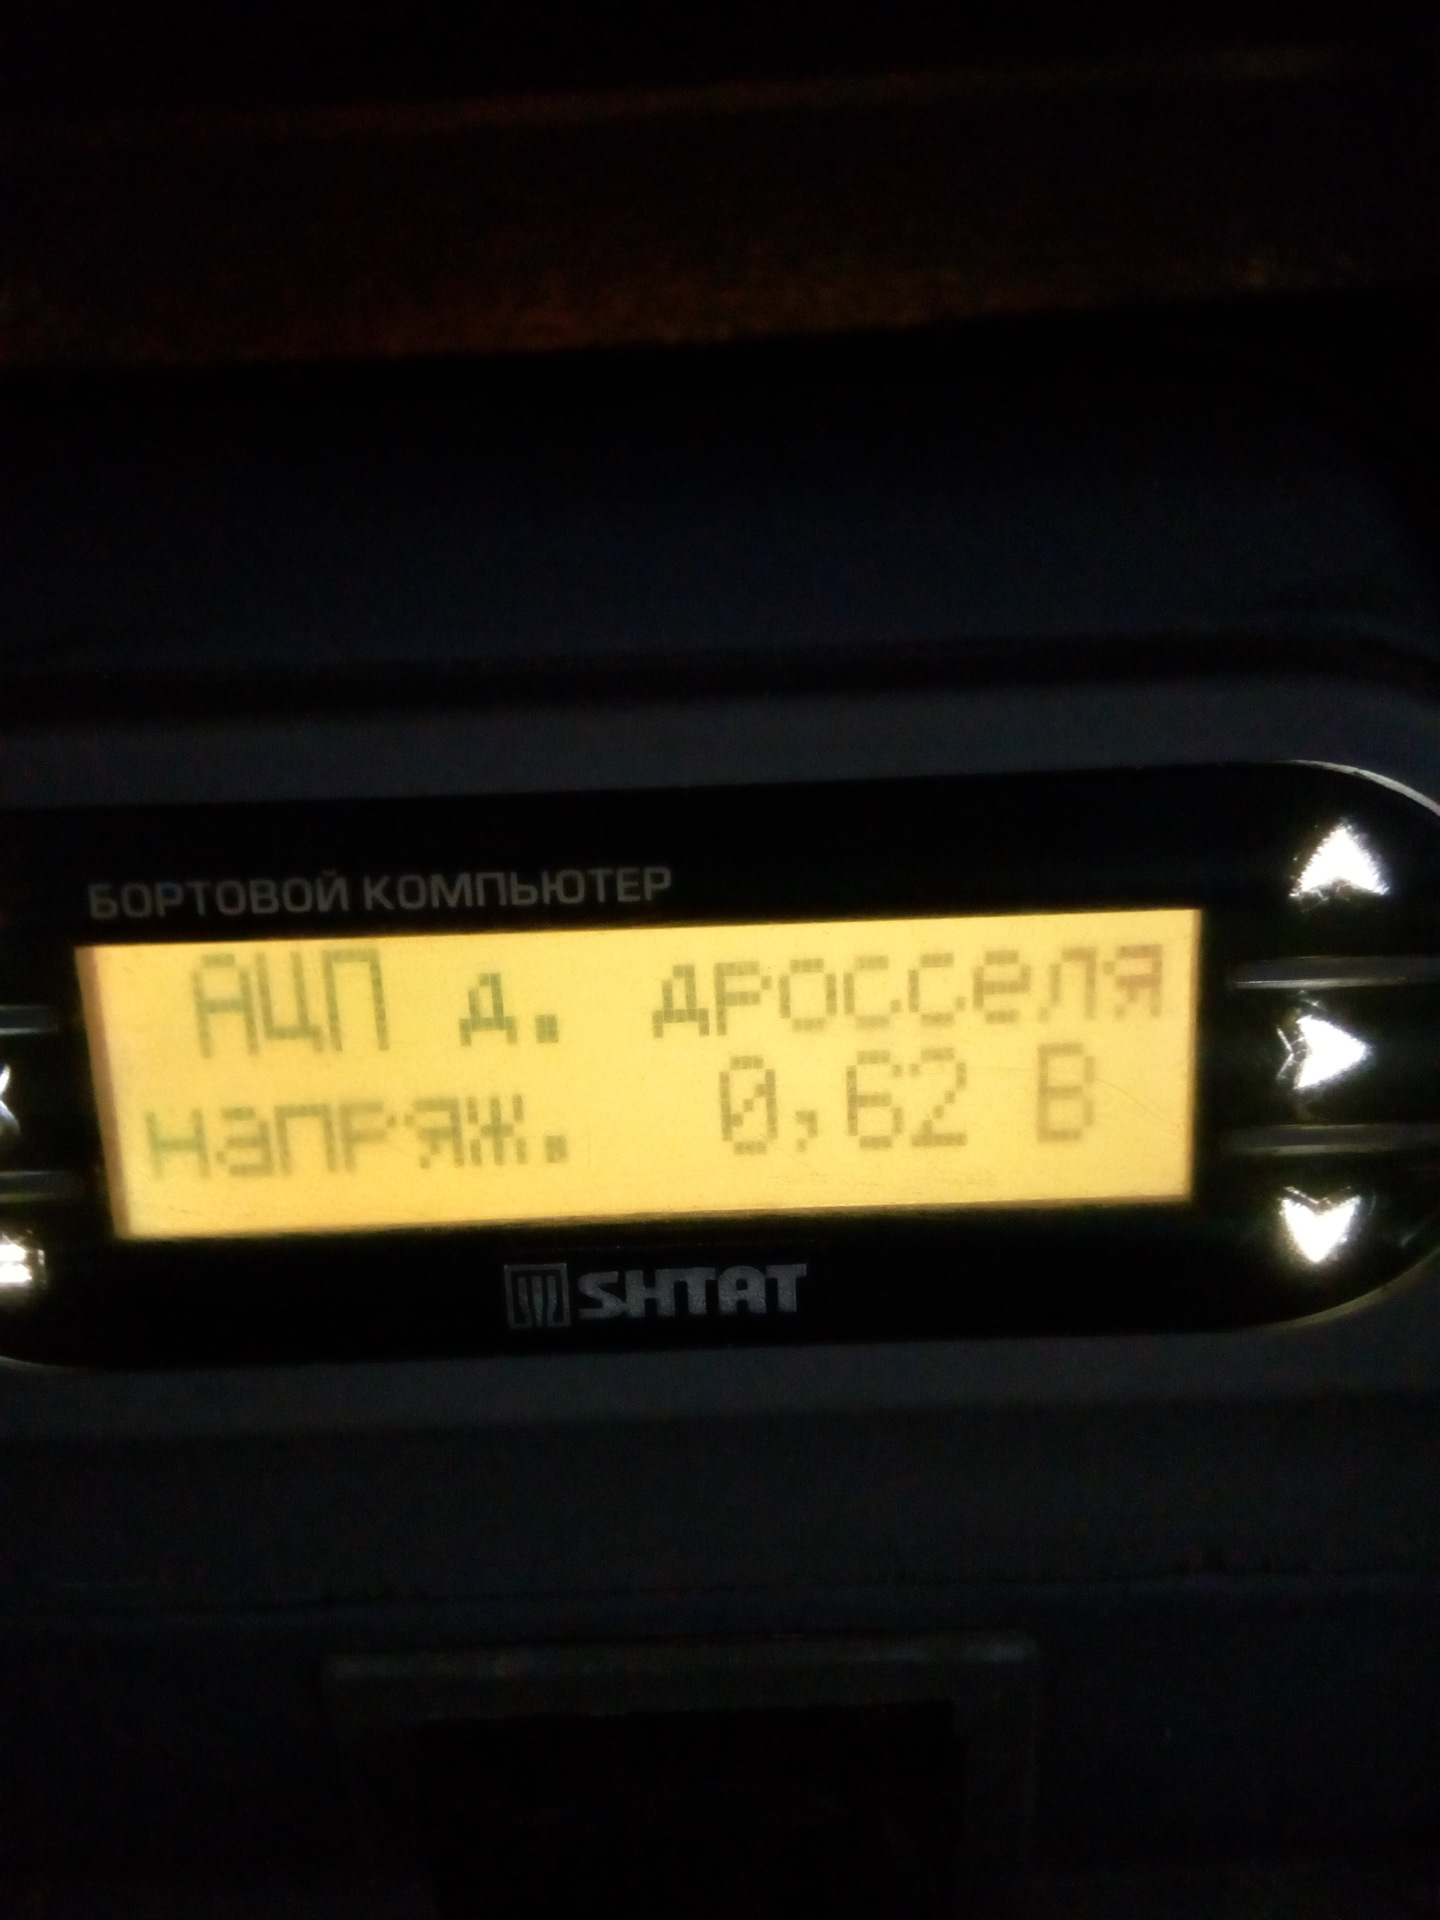 БОРТОВОЙ КОМПЬЮТЕР
АЦП д. дросселя
напряж. 0,62 В
SHTAT